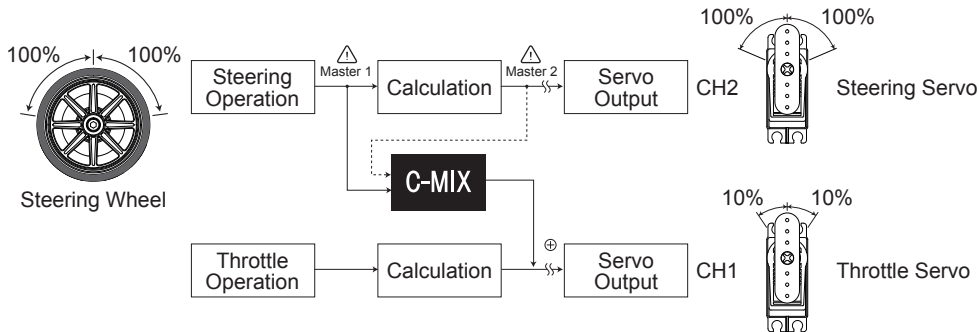 100%
100%
Steering Wheel
Steering
Operation
Master 1
Calculation
Master 2
Servo
Output
CH2
100%
100%
Steering Servo
C-MIX
Throttle
Operation
Calculation
Servo
Output
CH1
10%
10%
Throttle Servo